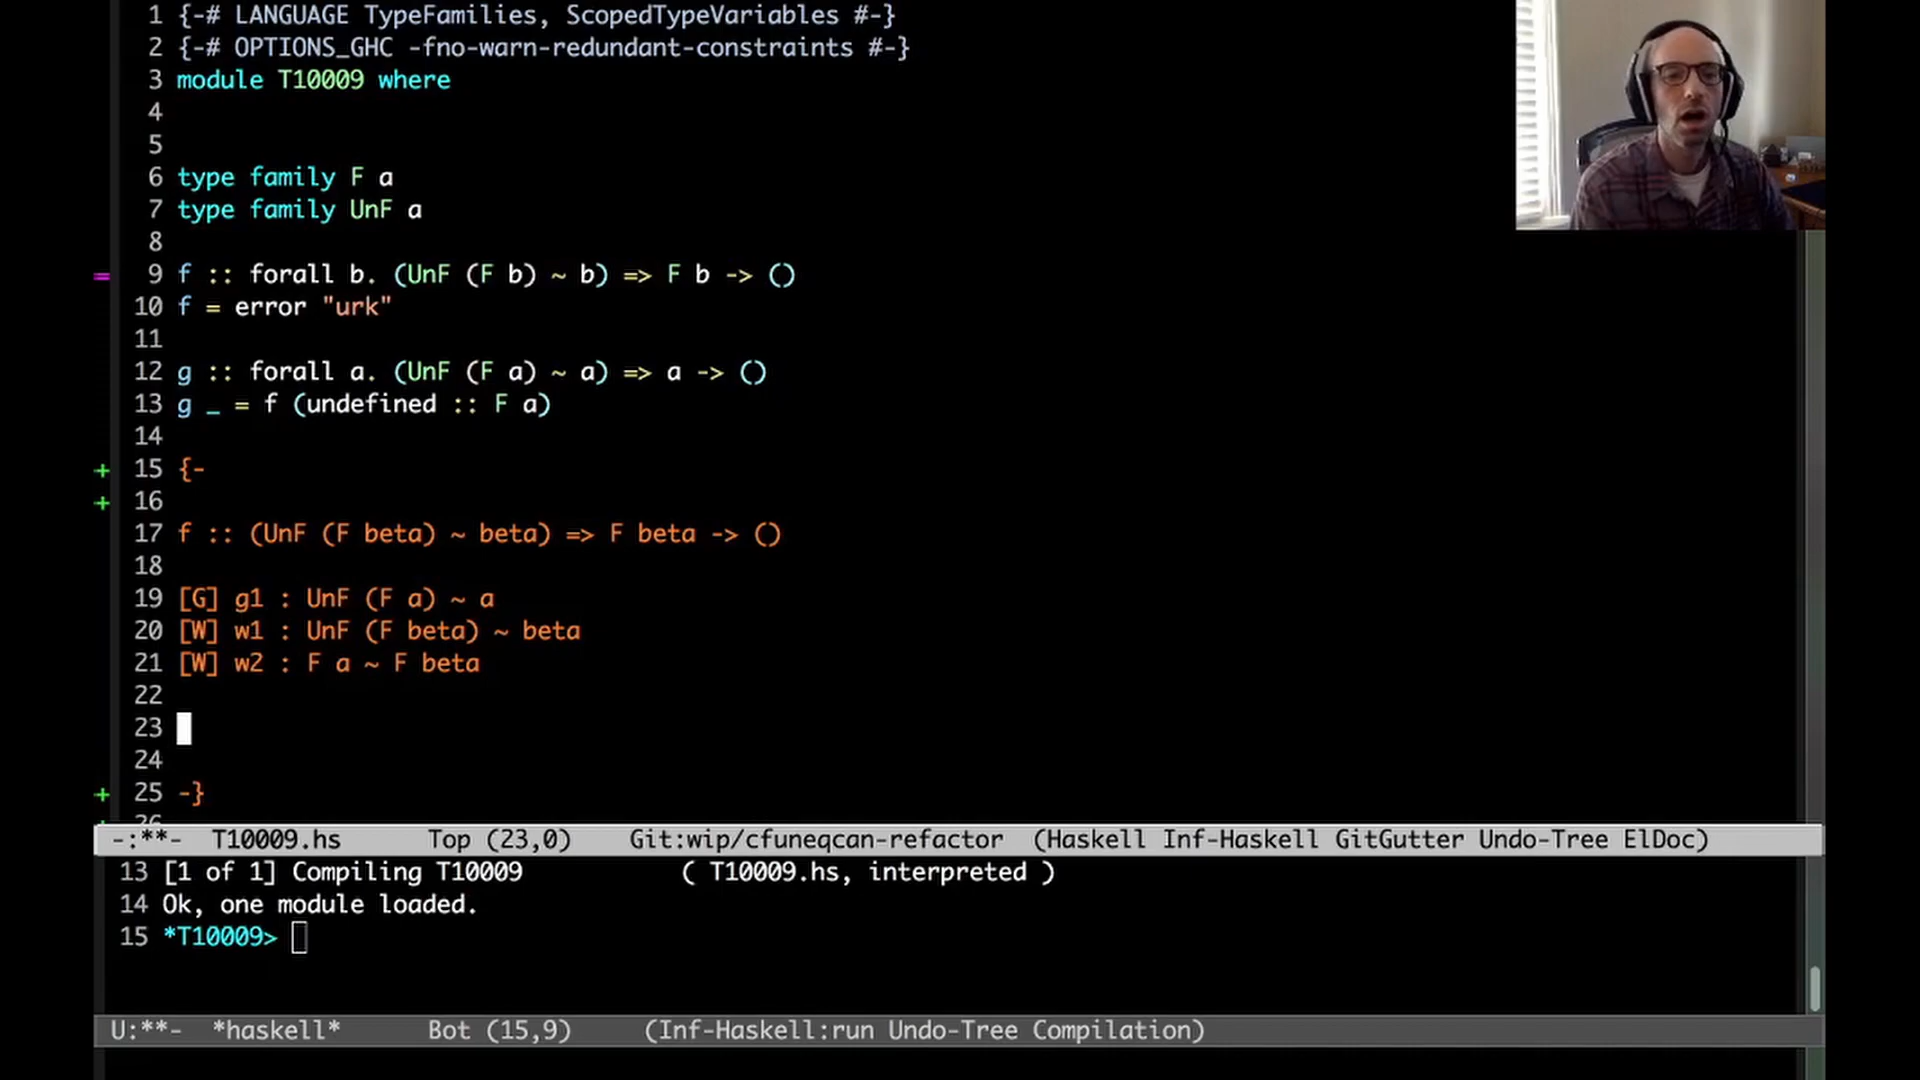 1 {-# LANGUAGE TypeFamilies, ScopedTypeVariables #-}
2 {-# OPTIONS_GHC -fno-warn-redundant-constraints #-}
3 module T10009 where
4
5
6 type family F a
7 type family UnF a
8
= 9 f :: forall b. (UnF (F b) ~ b) => F b -> ()
10 f = error "urk"
11
12 g :: forall a. (UnF (F a) ~ a) => a -> ()
13 g _ = f (undefined :: F a)
14
+ 15 {-
+ 16
17 f :: (UnF (F beta) ~ beta) => F beta -> ()
18
19 [G] g1 : UnF (F a) ~ a
20 [W] w1 : UnF (F beta) ~ beta
21 [W] w2 : F a ~ F beta
22
23
24
+ 25 -}
26
-:**- T10009.hs Top (23,0) Git:wip/cfuneqcan-refactor (Haskell Inf-Haskell GitGutter Undo-Tree ElDoc)
13 [1 of 1] Compiling T10009 ( T10009.hs, interpreted )
14 Ok, one module loaded.
15 *T10009>
U:**- *haskell* Bot (15,9) (Inf-Haskell:run Undo-Tree Compilation)